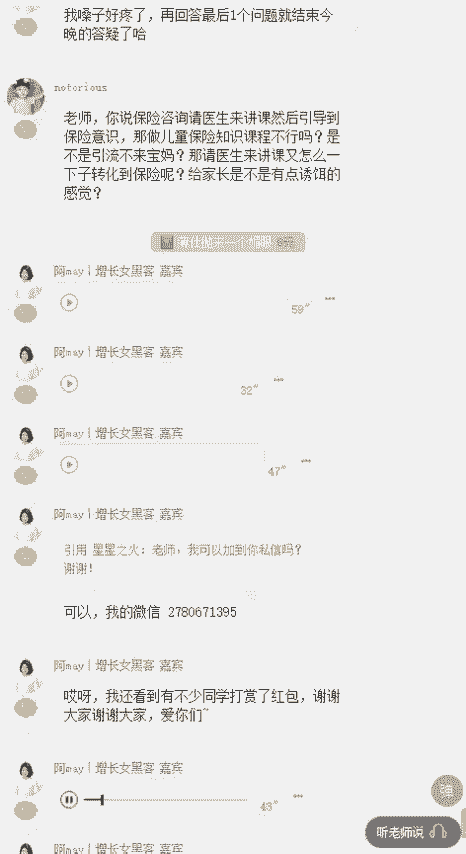 我嗓子好疼了，再回答最后1个问题就结束今
晚的答疑了哈
notorious
老师，你说保险咨询请医生来讲课然后引导到
保险意识，那做儿童保险知识课程不行吗？是
不是引流不来宝妈？那请医生来讲课又怎么一
下子转化到保险呢？给家长是不是有点诱饵的
感觉？
阿may丨增长女黑客 嘉宾
59"
阿may丨增长女黑客 嘉宾
32"
阿may丨增长女黑客 嘉宾
47"
阿may丨增长女黑客 嘉宾
引用 星星之火：老师，我可以加到你私信吗？
谢谢！
可以，我的微信 2780671395
阿may丨增长女黑客 嘉宾
哎呀，我还看到有不少同学打赏了红包，谢谢
大家谢谢大家，爱你们~
阿may丨增长女黑客 嘉宾
43"
弹
听老师说
阿may丨增长女黑客 嘉宾